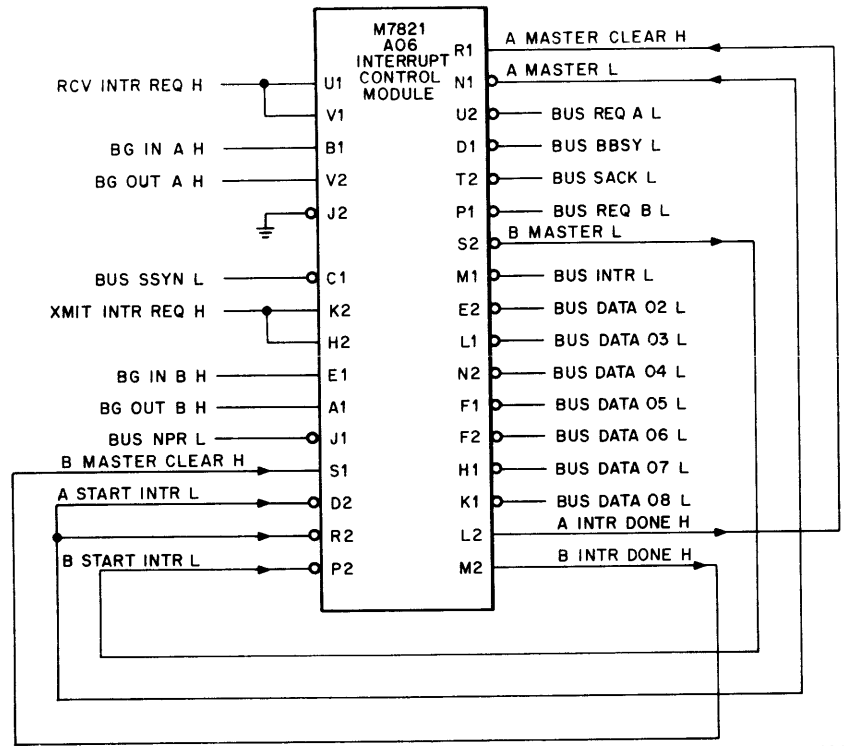 M7821
A06
INTERRUPT
CONTROL
MODULE
RCV INTR REQ H
U1
V1
BG IN A H
B1
BG OUT A H
V2
J2
BUS SSYN L
C1
XMIT INTR REQ H
K2
H2
BG IN B H
E1
BG OUT B H
A1
BUS NPR L
J1
B MASTER CLEAR H
S1
A START INTR L
D2
R2
B START INTR L
P2
R1
A MASTER CLEAR H
N1
A MASTER L
U2
BUS REQ A L
D1
BUS BBSY L
T2
BUS SACK L
P1
BUS REQ B L
S2
B MASTER L
M1
BUS INTR L
E2
BUS DATA 02 L
L1
BUS DATA 03 L
N2
BUS DATA 04 L
F1
BUS DATA 05 L
F2
BUS DATA 06 L
H1
BUS DATA 07 L
K1
BUS DATA 08 L
L2
A INTR DONE H
M2
B INTR DONE H